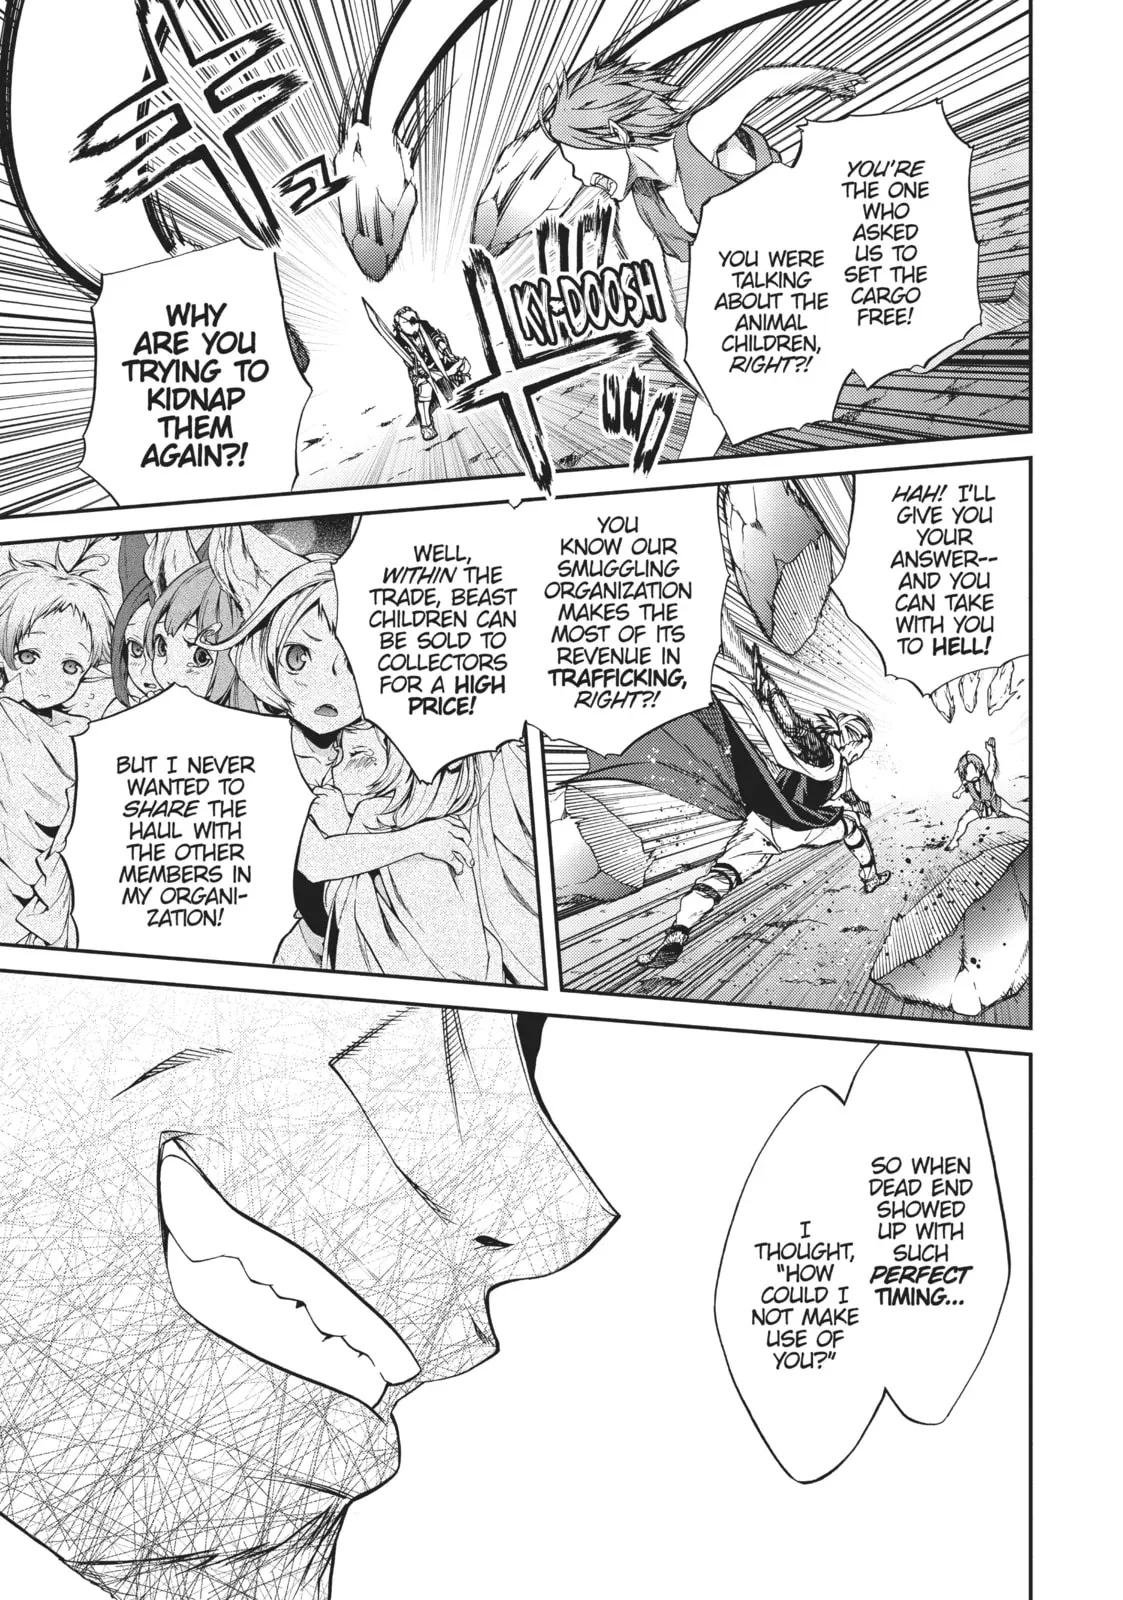 YOU'RE
THE ONE
WHO
ASKED
US TO
SET THE
CARGO
FREE!
YOU WERE
TALKING
ABOUT THE
ANIMAL
CHILDREN,
RIGHT?!
KY-DOOSH
WHY
ARE YOU
TRYING TO
KIDNAP
THEM
AGAIN?!
HAH! I'LL
GIVE YOU
YOUR
ANSWER--
AND YOU
CAN TAKE
WITH YOU
TO HELL!
YOU
KNOW OUR
SMUGGLING
ORGANIZATION
MAKES THE
MOST OF ITS
REVENUE IN
TRAFFICKING,
RIGHT?!
WELL,
WITHIN THE
TRADE, BEAST
CHILDREN CAN
BE SOLD TO
COLLECTORS
FOR A HIGH
PRICE!
BUT I NEVER
WANTED TO
SHARE THE
HAUL WITH
THE OTHER
MEMBERS IN
MY ORGANI-
ZATION!
SO WHEN
DEAD END
SHOWED
UP WITH
SUCH
PERFECT
TIMING...
I
THOUGHT,
"HOW
COULD I
NOT MAKE
USE OF
YOU?"